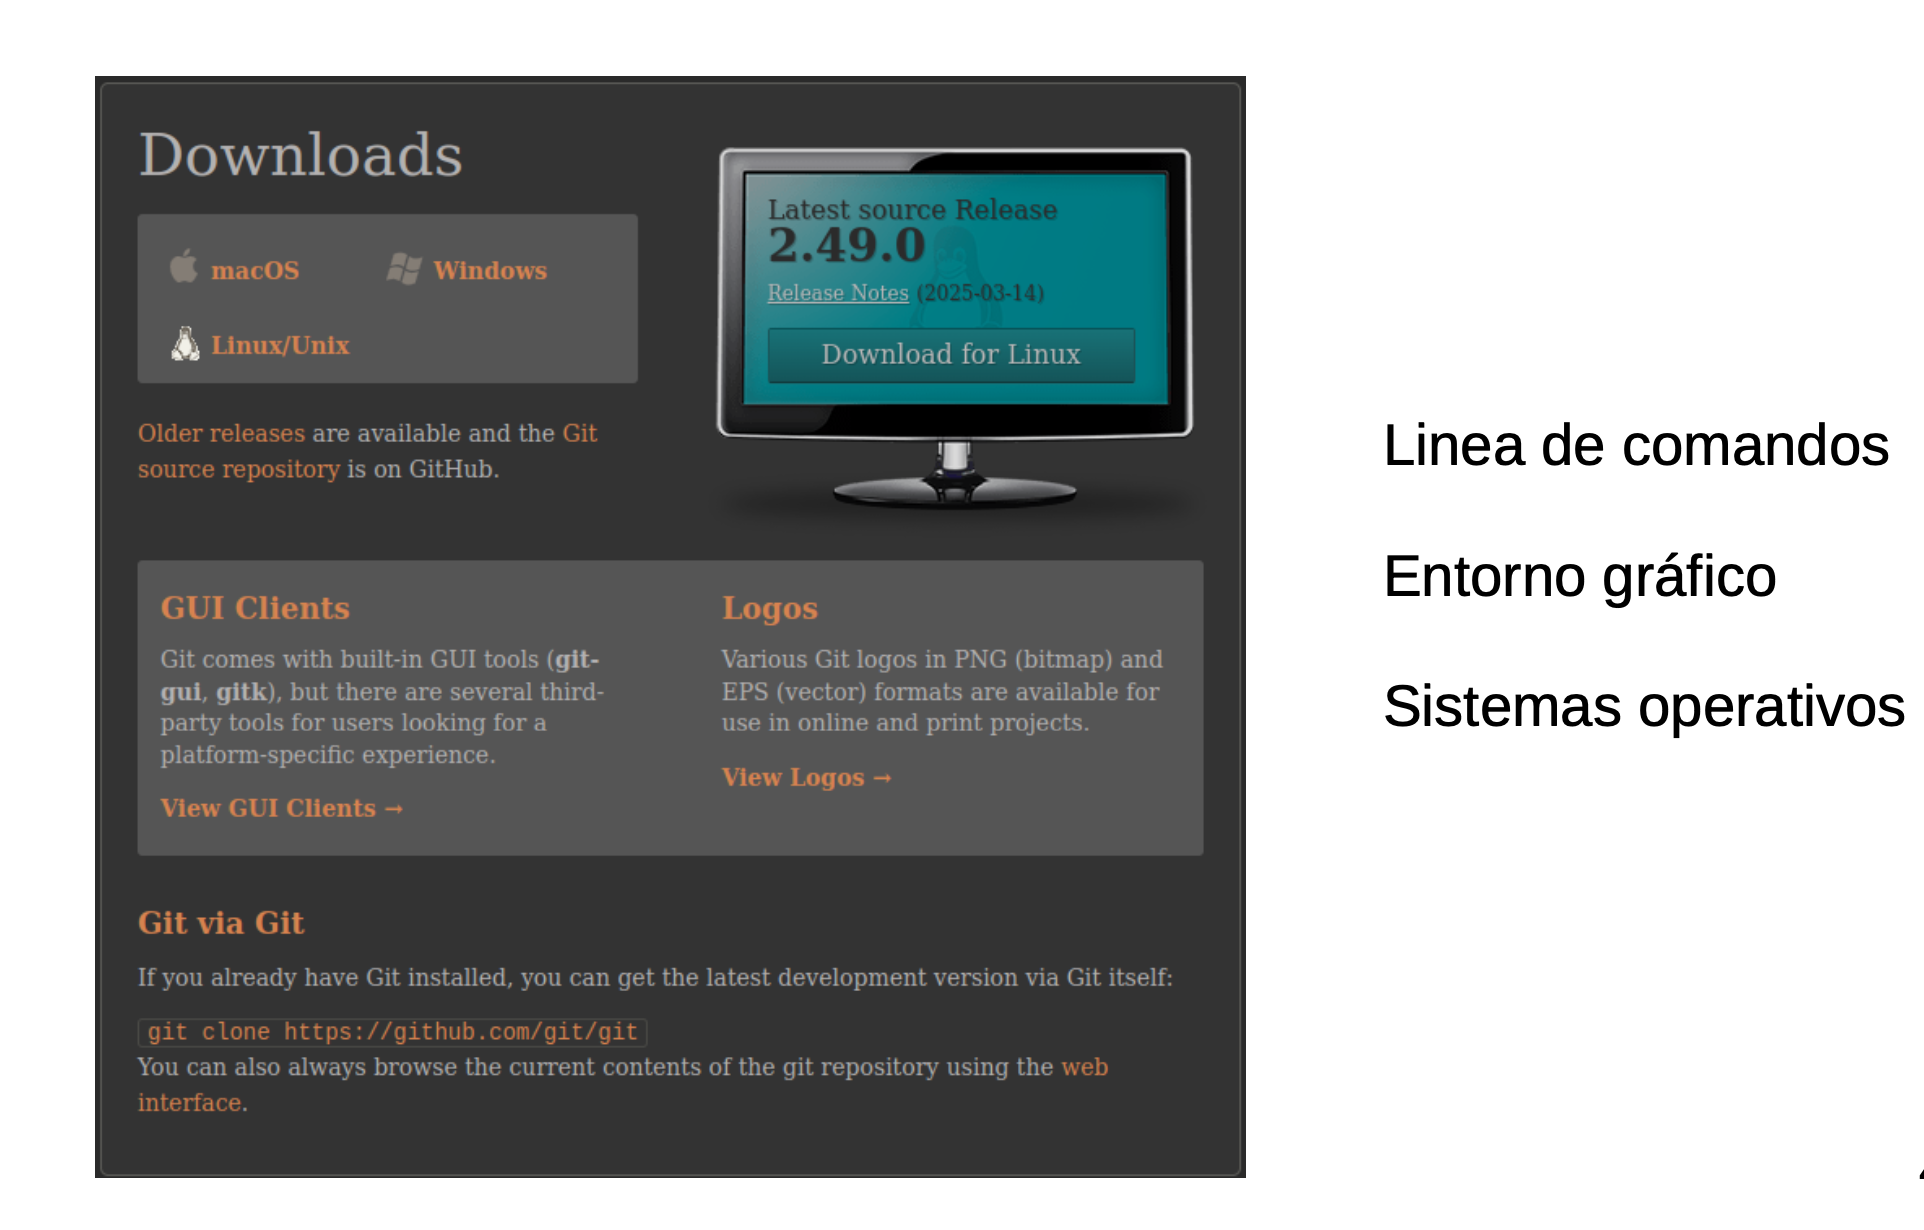 Downloads
macOS
Windows
Linux/Unix
Older releases are available and the Git
source repository is on GitHub.
Latest source Release
2.49.0
Release Notes (2025-03-14)
Download for Linux
GUI Clients
Git comes with built-in GUI tools (git-
gui, gitk), but there are several third-
party tools for users looking for a
platform-specific experience.
View GUI Clients →
Logos
Various Git logos in PNG (bitmap) and
EPS (vector) formats are available for
use in online and print projects.
View Logos →
Git via Git
If you already have Git installed, you can get the latest development version via Git itself:
git clone https://github.com/git/git
You can also always browse the current contents of the git repository using the web
interface.
Linea de comandos
Entorno gráfico
Sistemas operativos